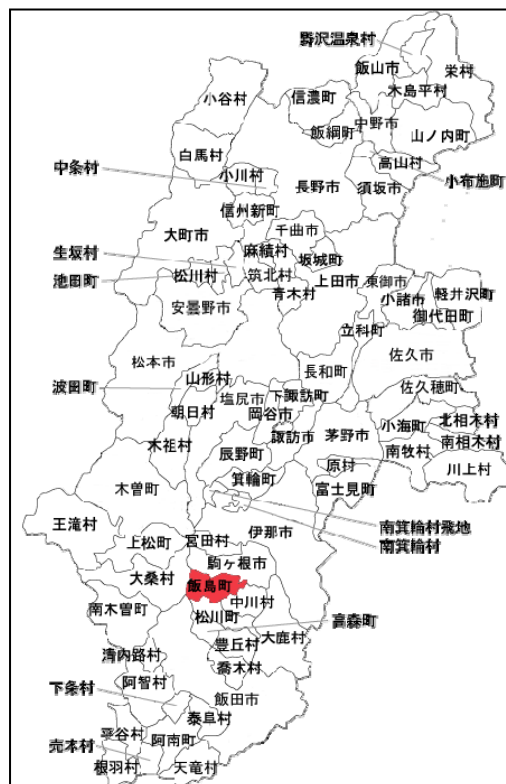 野沢温泉村
飯山市
栄村
木島平村
小谷村
信濃町
飯綱町
中野市
山ノ内町
白馬村
高山村
中条村
小川村
長野市
須坂市
小布施町
信州新町
千曲市
大町市
麻績村
坂城町
生坂村
池田町
松川村
筑北村
青木村
上田市
東御市
小諸市
軽井沢町
御代田町
安曇野市
立科町
松本市
長和町
佐久市
波田町
山形村
塩尻市
下諏訪町
佐久穂町
朝日村
岡谷市
諏訪市
茅野市
小海町
北相木村
木祖村
辰野町
原村
南牧村
南相木村
川上村
木曽町
箕輪町
富士見町
王滝村
南箕輪村飛地
南箕輪村
上松町
宮田村
伊那市
大桑村
駒ヶ根市
飯島町
中川村
南木曽町
松川町
高森町
豊丘村
大鹿村
清内路村
喬木村
阿智村
下条村
飯田市
泰阜村
平谷村
売木村
阿南町
根羽村
天竜村